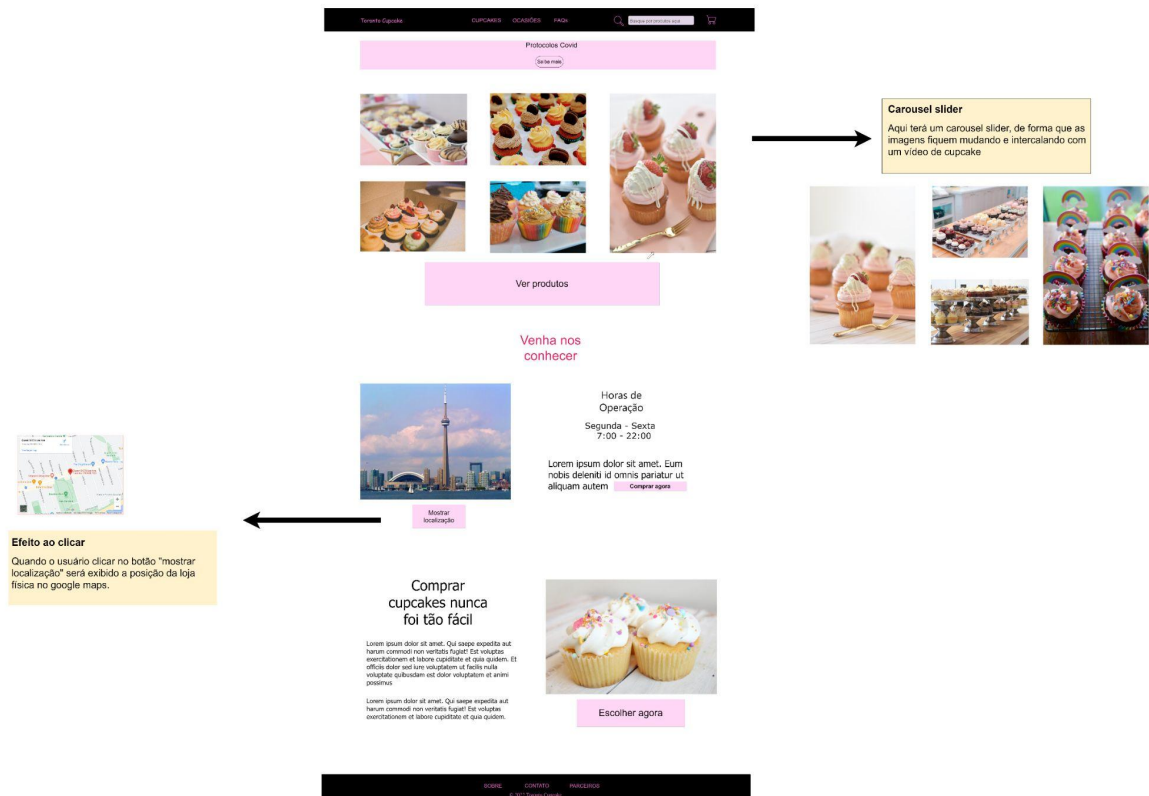 Toronto Cupcake CUPCAKES OCASIÕES FAQs Busque por produtos aqui
Protocolos Covid
Saiba mais
Carousel slider
Aqui terá um carousel slider, de forma que as
imagens fiquem mudando e intercalando com
um vídeo de cupcake
Ver produtos
Venha nos
conhecer
Horas de
Operação
Segunda - Sexta
7:00 - 22:00
Lorem ipsum dolor sit amet. Eum
nobis deleniti id omnis pariatur ut
aliquam autem Comprar agora
Mostrar
localização
Efeito ao clicar
Quando o usuário clicar no botão "mostrar
localização" será exibido a posição da loja
física no google maps.
Comprar
cupcakes nunca
foi tão fácil
Lorem ipsum dolor sit amet. Qui saepe expedita aut
harum commodi non veritatis fugiat! Est voluptas
exercitationem et labore cupiditate et quia quidem. Et
officiis dolor sed iure voluptatem ut facilis nulla
voluptate quibusdam est dolor voluptatem et animi
possimus
Lorem ipsum dolor sit amet. Qui saepe expedita aut
harum commodi non veritatis fugiat! Est voluptas
exercitationem et labore cupiditate et quia quidem.
Escolher agora
SOBRE CONTATO PARCEIROS
Toronto Cupcake